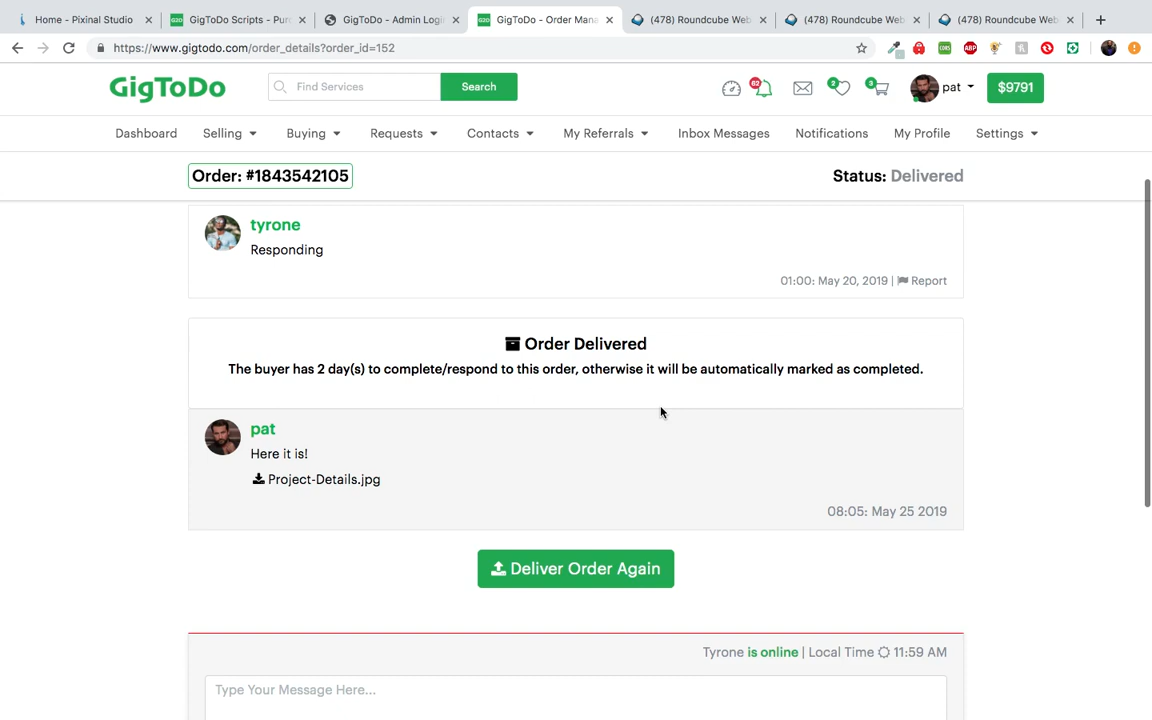 Home - Pixinal Studio
GigToDo Scripts - Pur
GigToDo - Admin Logi
GigToDo - Order Mana
(478) Roundcube Web
(478) Roundcube Web
(478) Roundcube Web
https://www.gigtodo.com/order_details?order_id=152
GigToDo
Find Services
Search
62
2
3
pat
$9791
Dashboard Selling Buying Requests Contacts My Referrals Inbox Messages Notifications My Profile Settings
Order: #1843542105
Status: Delivered
tyrone
Responding
01:00: May 20, 2019 | Report
Order Delivered
The buyer has 2 day(s) to complete/respond to this order, otherwise it will be automatically marked as completed.
pat
Here it is!
Project-Details.jpg
08:05: May 25 2019
Deliver Order Again
Tyrone is online | Local Time 11:59 AM
Type Your Message Here...